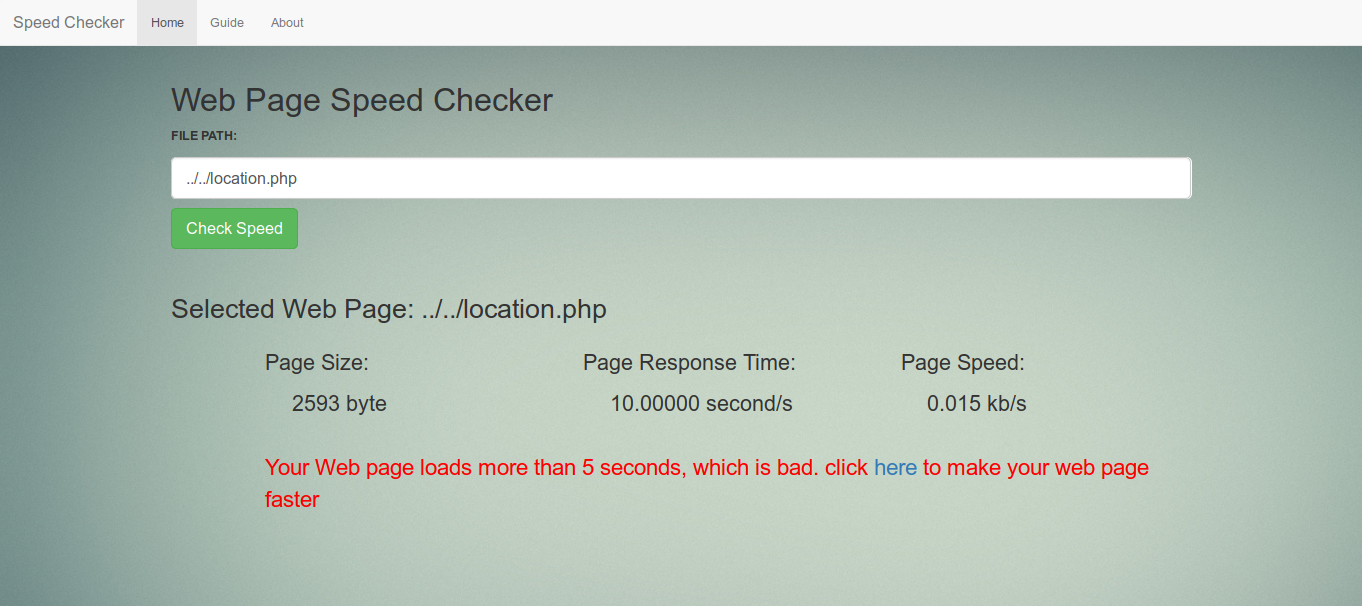 Speed Checker Home Guide About
Web Page Speed Checker
FILE PATH:
../../location.php
Check Speed
Selected Web Page: ../../location.php
Page Size: Page Response Time: Page Speed:
2593 byte 10.00000 second/s 0.015 kb/s
Your Web page loads more than 5 seconds, which is bad. click here to make your web page
faster